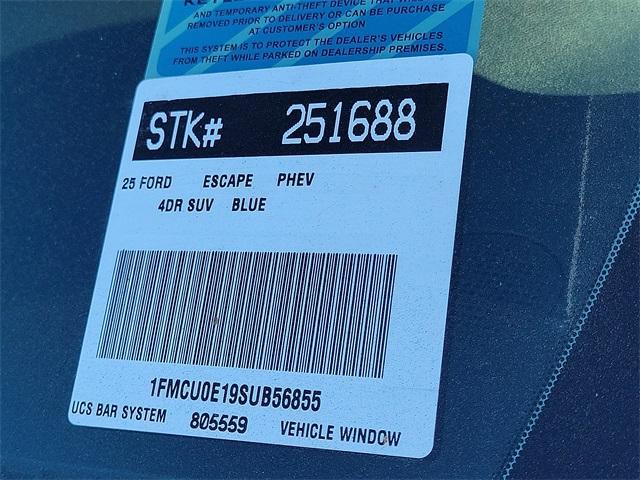 AND TEMPORARY ANTI-THEFT DEVICE THAT WILL BE
REMOVED PRIOR TO DELIVERY OR CAN BE PURCHASE
AT CUSTOMER'S OPTION
THIS SYSTEM IS TO PROTECT THE DEALER'S VEHICLES
FROM THEFT WHILE PARKED ON DEALERSHIP PREMISES.
STK# 251688
25 FORD ESCAPE PHEV
4DR SUV BLUE
1FMCU0E19SUB56855
UCS BAR SYSTEM 805559 VEHICLE WINDOW